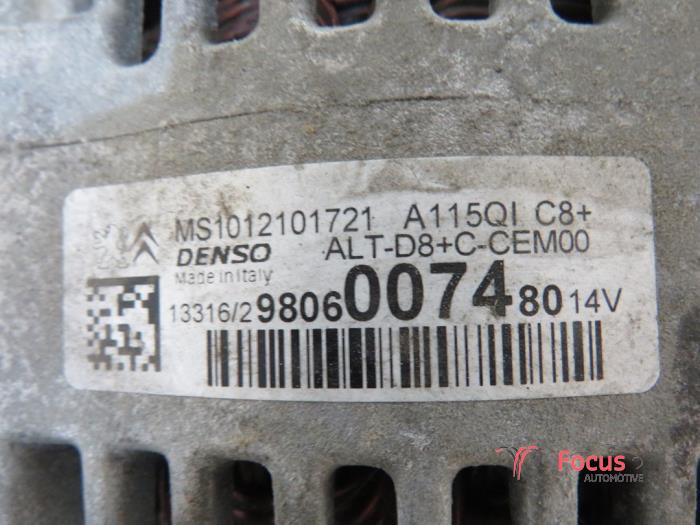 MS1012101721 A115QI C8+
DENSO ALT-D8+C-CEM00
Made in Italy
13316/2 9806007480 14V
Focus
AUTOMOTIVE